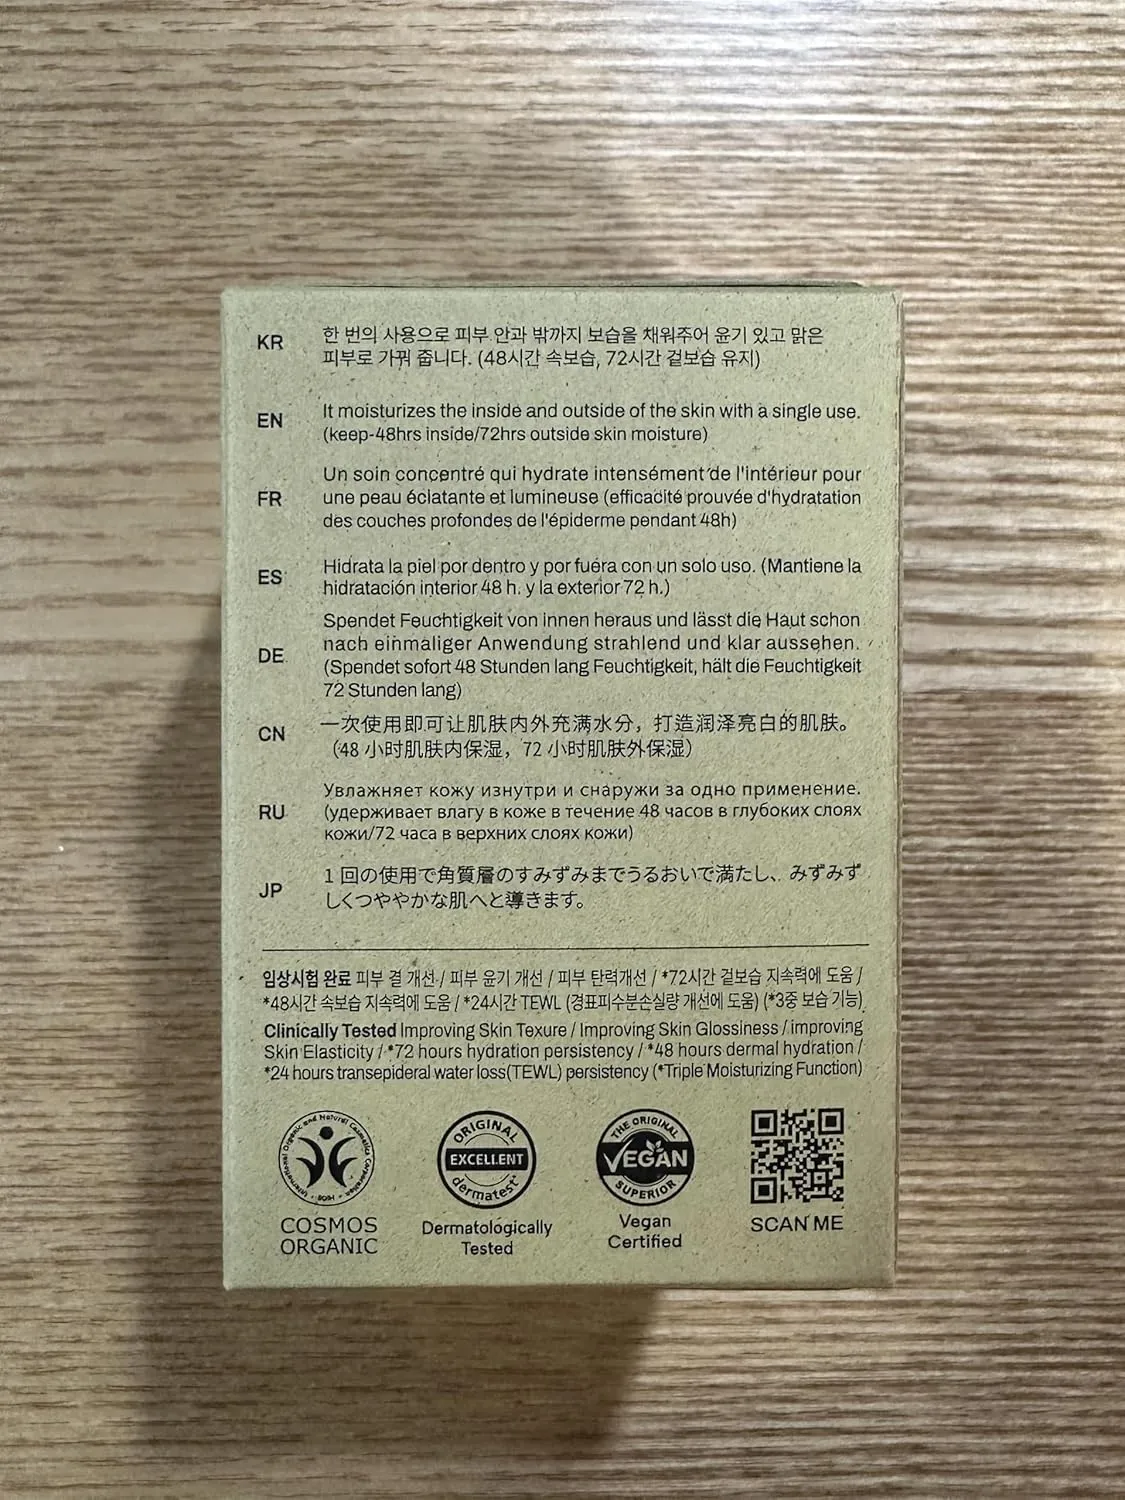 KR
한 번의 사용으로 피부 안과 밖까지 보습을 채워주어 윤기 있고 맑은
피부로 가꿔 줍니다. (48시간 속보습, 72시간 겉보습 유지)
EN
It moisturizes the inside and outside of the skin with a single use.
(keep-48hrs inside/72hrs outside skin moisture)
FR
Un soin concentré qui hydrate intensément de l'intérieur pour
une peau éclatante et lumineuse (efficacité prouvée d'hydratation
des couches profondes de l'épiderme pendant 48h)
ES
Hidrata la piel por dentro y por fuera con un solo uso. (Mantiene la
hidratación interior 48 h. y la exterior 72 h.)
DE
Spendet Feuchtigkeit von innen heraus und lässt die Haut schon
nach einmaliger Anwendung strahlend und klar aussehen.
(Spendet sofort 48 Stunden lang Feuchtigkeit, hält die Feuchtigkeit
72 Stunden lang)
CN
一次使用即可让肌肤内外充满水分，打造润泽亮白的肌肤。
（48 小时肌肤内保湿，72 小时肌肤外保湿）
RU
Увлажняет кожу изнутри и снаружи за одно применение.
(удерживает влагу в коже в течение 48 часов в глубоких слоях
кожи/72 часа в верхних слоях кожи)
JP
1 回の使用で角質層のすみずみまでうるおいで満たし、みずみず
しくつややかな肌へと導きます。
임상시험 완료 피부 결 개선 / 피부 윤기 개선 / 피부 탄력개선 / *72시간 겉보습 지속력에 도움 /
*48시간 속보습 지속력에 도움 / *24시간 TEWL (경표피수분손실량 개선에 도움) (*3중 보습 기능)
Clinically Tested Improving Skin Texure / Improving Skin Glossiness / improving
Skin Elasticity / *72 hours hydration persistency / *48 hours dermal hydration /
*24 hours transepideral water loss(TEWL) persistency (*Triple Moisturizing Function)
International Organic and Natural Cosmetics Corporation
COSMOS
ORGANIC
ORIGINAL
EXCELLENT
dermatest
Dermatologically
Tested
THE ORIGINAL
VEGAN
SUPERIOR
Vegan
Certified
SCAN ME